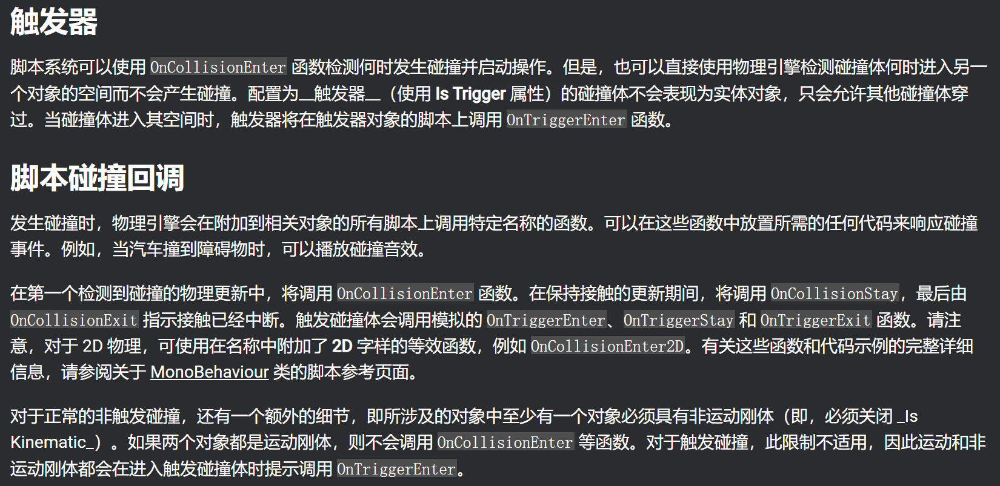 触发器
脚本系统可以使用 OnCollisionEnter 函数检测何时发生碰撞并启动操作。但是，也可以直接使用物理引擎检测碰撞体何时进入另一
个对象的空间而不会产生碰撞。配置为__触发器__（使用 Is Trigger 属性）的碰撞体不会表现为实体对象，只会允许其他碰撞体穿
过。当碰撞体进入其空间时，触发器将在触发器对象的脚本上调用 OnTriggerEnter 函数。
脚本碰撞回调
发生碰撞时，物理引擎会在附加到相关对象的所有脚本上调用特定名称的函数。可以在这些函数中放置所需的任何代码来响应碰撞
事件。例如，当汽车撞到障碍物时，可以播放碰撞音效。
在第一个检测到碰撞的物理更新中，将调用 OnCollisionEnter 函数。在保持接触的更新期间，将调用 OnCollisionStay，最后由
OnCollisionExit 指示接触已经中断。触发碰撞体会调用模拟的 OnTriggerEnter、OnTriggerStay 和 OnTriggerExit 函数。请注
意，对于 2D 物理，可使用在名称中附加了 2D 字样的等效函数，例如 OnCollisionEnter2D。有关这些函数和代码示例的完整详细
信息，请参阅关于 MonoBehaviour 类的脚本参考页面。
对于正常的非触发碰撞，还有一个额外的细节，即所涉及的对象中至少有一个对象必须具有非运动刚体（即，必须关闭 _Is
Kinematic_）。如果两个对象都是运动刚体，则不会调用 OnCollisionEnter 等函数。对于触发碰撞，此限制不适用，因此运动和非
运动刚体都会在进入触发碰撞体时提示调用 OnTriggerEnter。